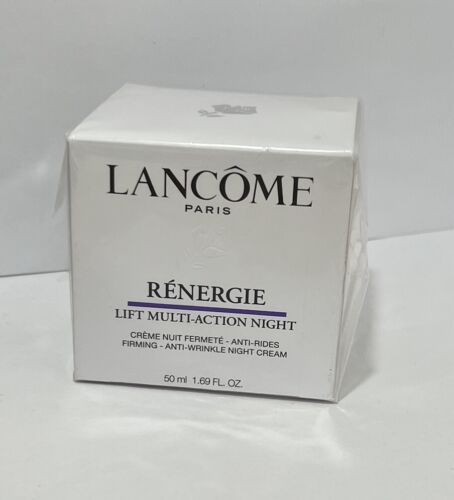 LANCÔME
PARIS
RÉNERGIE
LIFT MULTI-ACTION NIGHT
CRÈME NUIT FERMETÉ - ANTI-RIDES
FIRMING - ANTI-WRINKLE NIGHT CREAM
50 ml 1.69 FL. OZ.